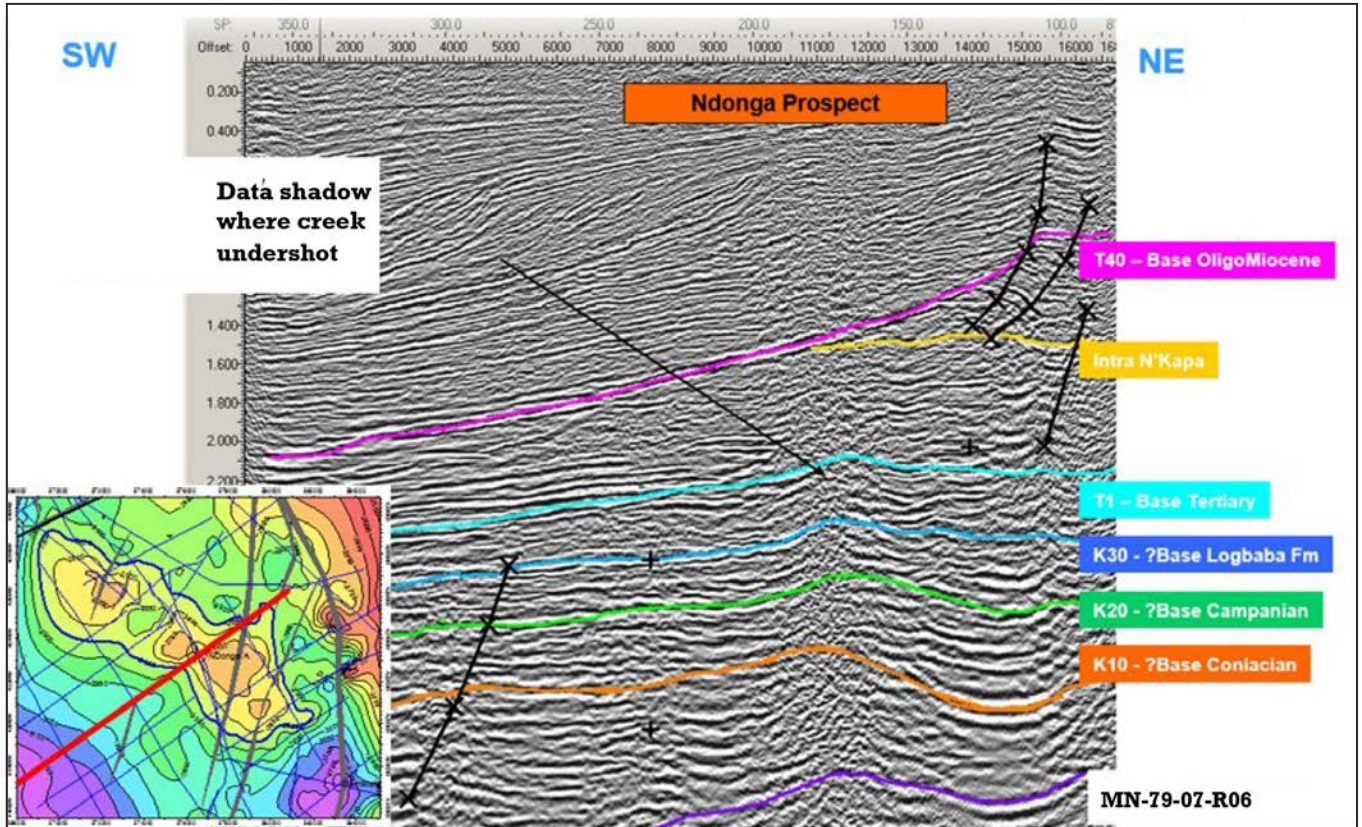 SP: 350.0 300.0 250.0 200.0 150.0 100.0 8
Offset: 0 1000 2000 3000 4000 5000 6000 7000 8000 9000 10000 11000 12000 13000 14000 15000 16000 168
SW
NE
0.200
Ndonga Prospect
0.400
Data shadow
where creek
undershot
T40 – Base OligoMiocene
1.400
Intra N'Kapa
1.600
1.800
2.000
2.200
T1 – Base Tertiary
K30 - ?Base Logbaba Fm
K20 - ?Base Campanian
K10 - ?Base Coniacian
MN-79-07-R06